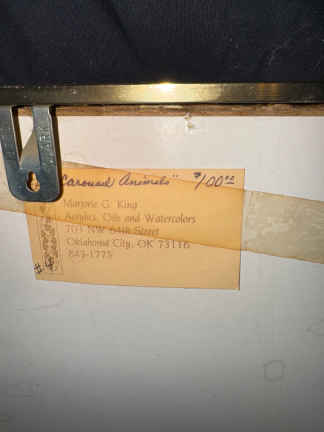 "Carousel Animals" $100.00
Marjorie G. King
Acrylics, Oils and Watercolors
701 NW 64th Street
Oklahoma City, OK 73116
843-1775